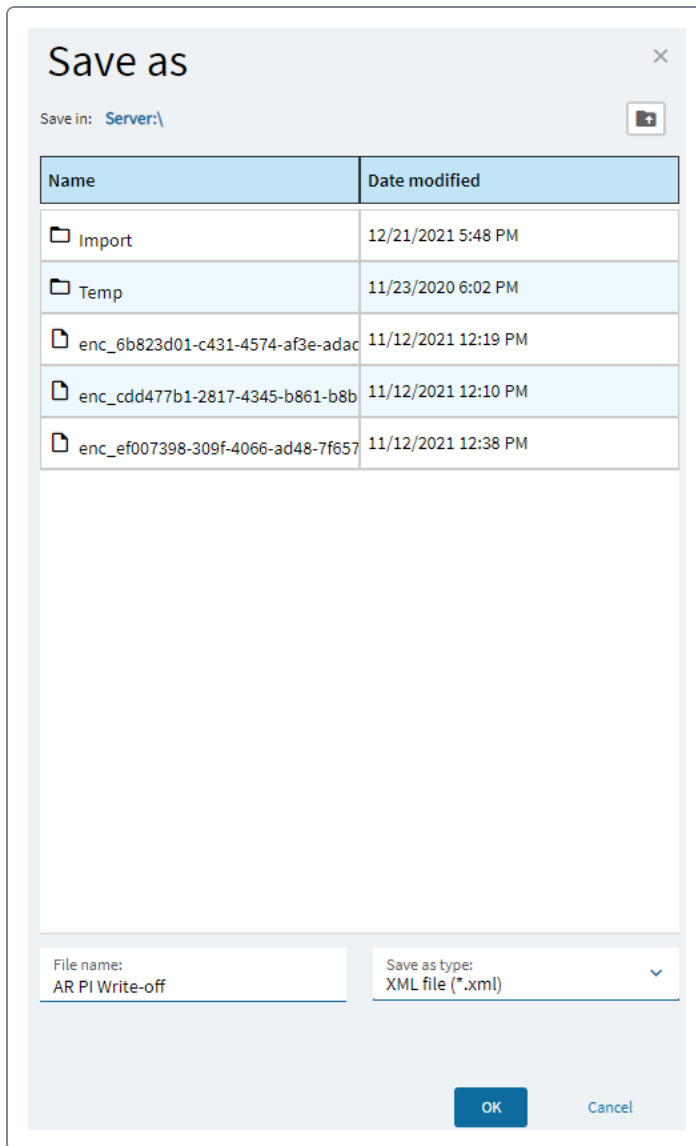 Save as
Save in: Server:\
Name Date modified
Import 12/21/2021 5:48 PM
Temp 11/23/2020 6:02 PM
enc_6b823d01-c431-4574-af3e-adac 11/12/2021 12:19 PM
enc_cdd477b1-2817-4345-b861-b8b 11/12/2021 12:10 PM
enc_ef007398-309f-4066-ad48-7f657 11/12/2021 12:38 PM
File name: Save as type:
AR PI Write-off XML file (*.xml)
OK Cancel